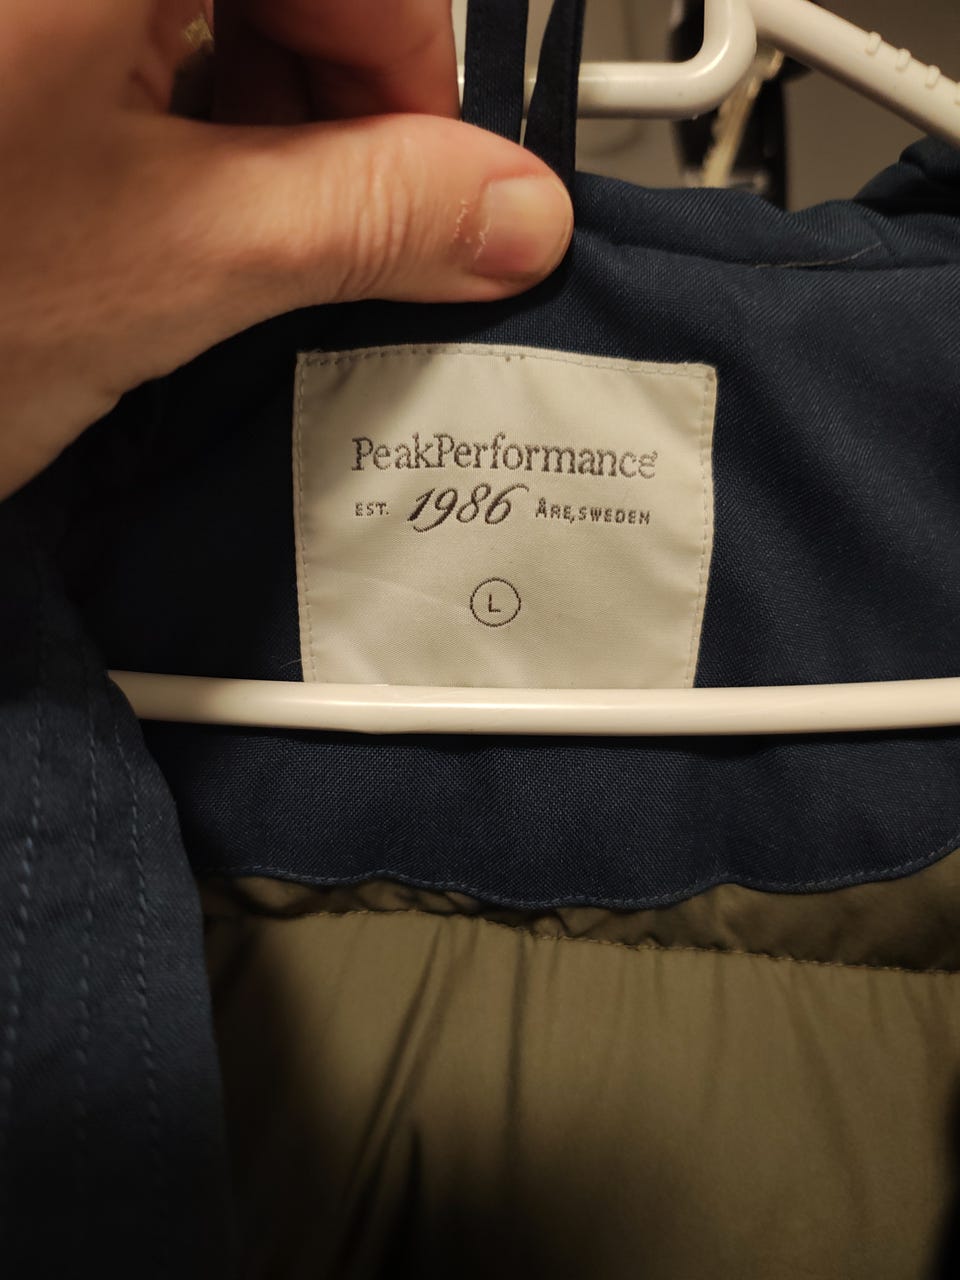 PeakPerformance
EST. 1986 ÅRE, SWEDEN
L